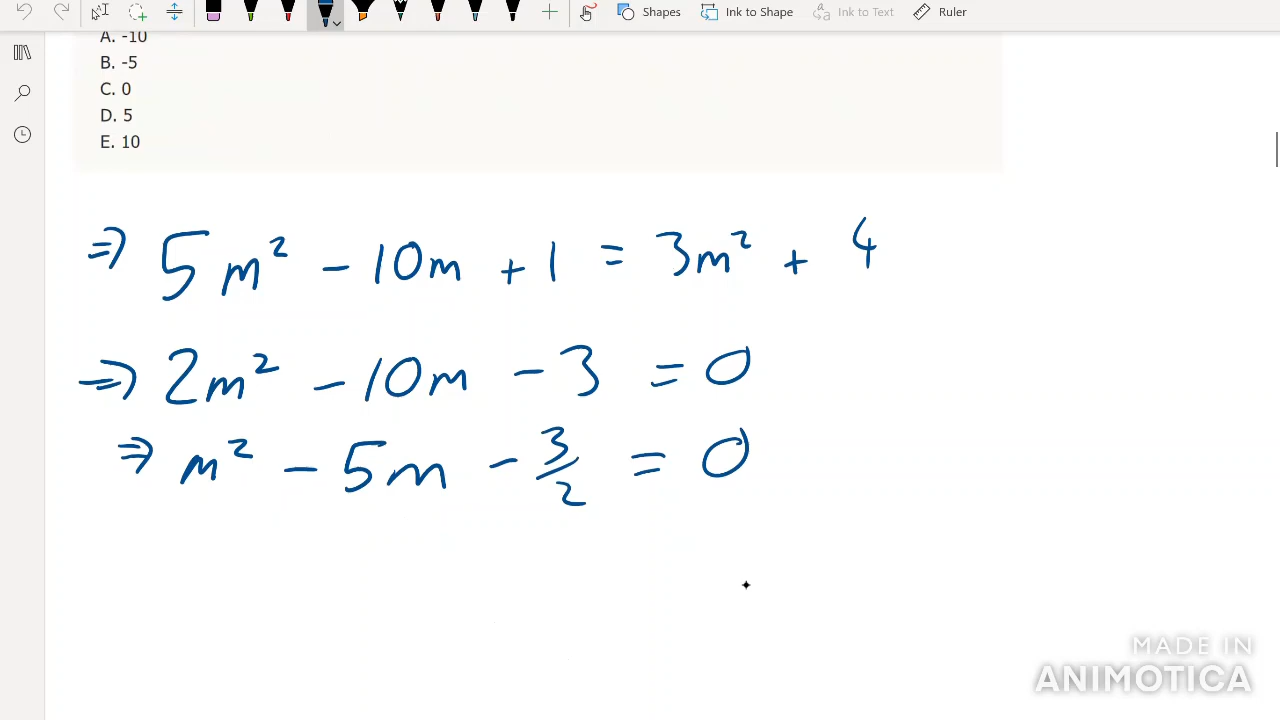 Shapes Ink to Shape Ink to Text Ruler
A. -10
B. -5
C. 0
D. 5
E. 10
⇒ 5m² - 10m + 1 = 3m² + 4
⇒ 2m² - 10m - 3 = 0
⇒ m² - 5m - 3/2 = 0
MADE IN
ANIMOTICA